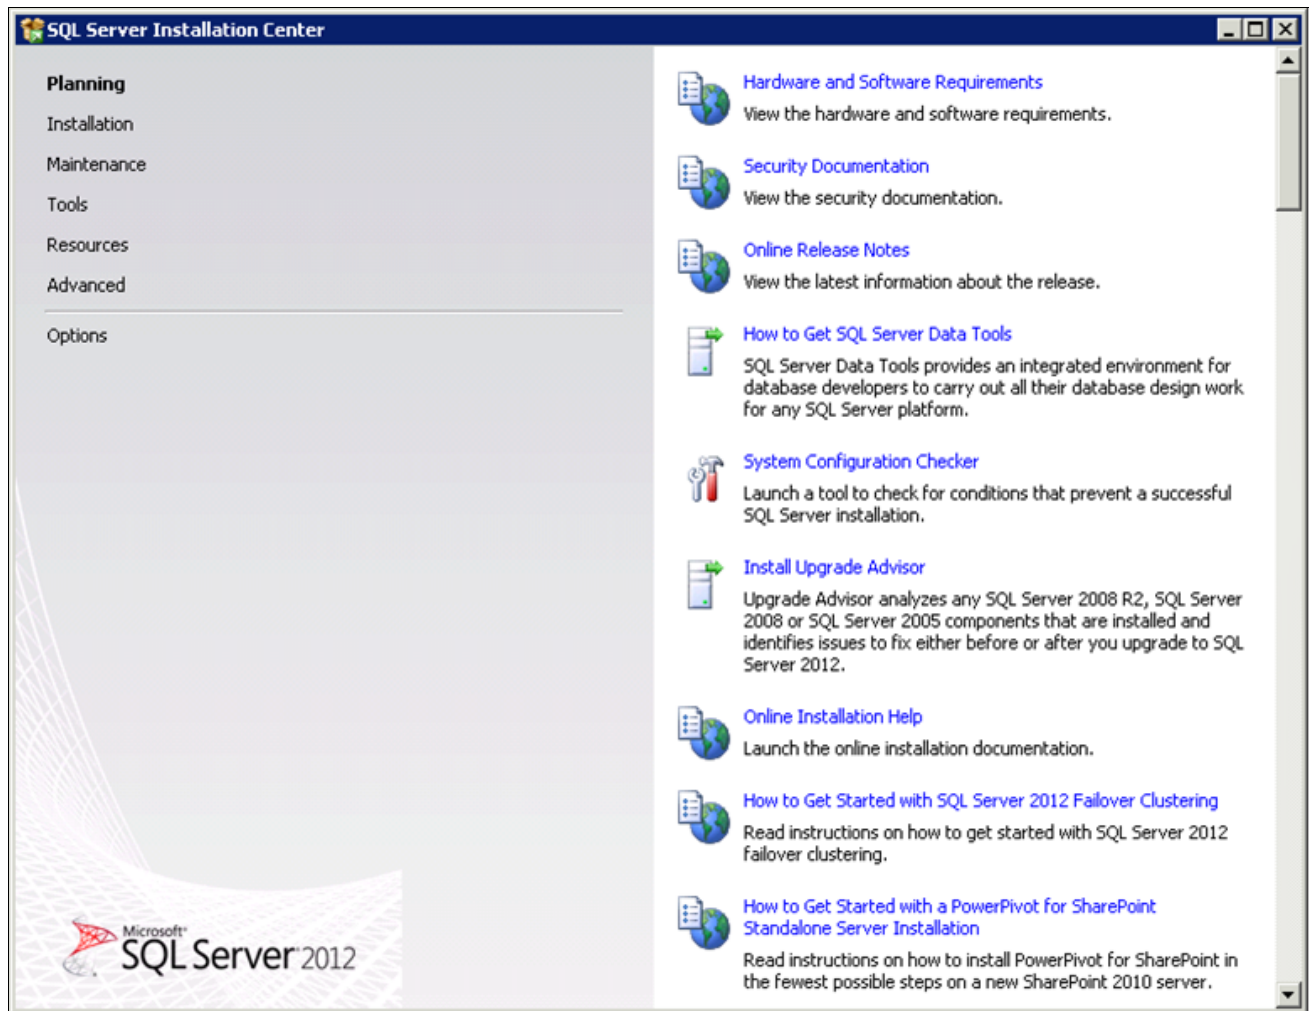 SQL Server Installation Center
Planning
Installation
Maintenance
Tools
Resources
Advanced
Options
Hardware and Software Requirements
View the hardware and software requirements.
Security Documentation
View the security documentation.
Online Release Notes
View the latest information about the release.
How to Get SQL Server Data Tools
SQL Server Data Tools provides an integrated environment for
database developers to carry out all their database design work
for any SQL Server platform.
System Configuration Checker
Launch a tool to check for conditions that prevent a successful
SQL Server installation.
Install Upgrade Advisor
Upgrade Advisor analyzes any SQL Server 2008 R2, SQL Server
2008 or SQL Server 2005 components that are installed and
identifies issues to fix either before or after you upgrade to SQL
Server 2012.
Online Installation Help
Launch the online installation documentation.
How to Get Started with SQL Server 2012 Failover Clustering
Read instructions on how to get started with SQL Server 2012
failover clustering.
How to Get Started with a PowerPivot for SharePoint
Standalone Server Installation
Read instructions on how to install PowerPivot for SharePoint in
the fewest possible steps on a new SharePoint 2010 server.
Microsoft®
SQL Server® 2012